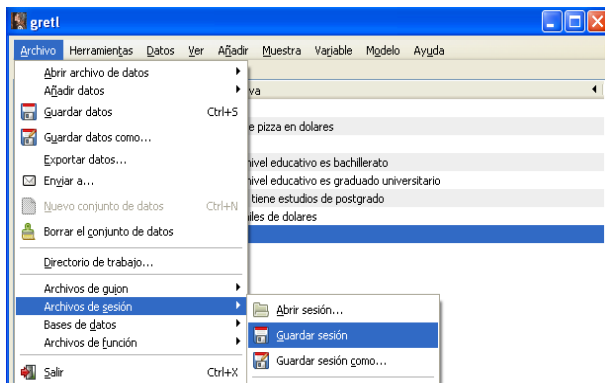 gretl
Archivo Herramientas Datos Ver Añadir Muestra Variable Modelo Ayuda
Abrir archivo de datos
Añadir datos
va
Guardar datos Ctrl+S
e pizza en dolares
Guardar datos como...
Exportar datos...
nivel educativo es bachillerato
Enviar a...
nivel educativo es graduado universitario
tiene estudios de postgrado
Nuevo conjunto de datos Ctrl+N
iles de dolares
Borrar el conjunto de datos
Directorio de trabajo...
Archivos de guion
Archivos de sesión
Abrir sesión...
Bases de datos
Guardar sesión
Archivos de función
Guardar sesión como...
Salir Ctrl+X